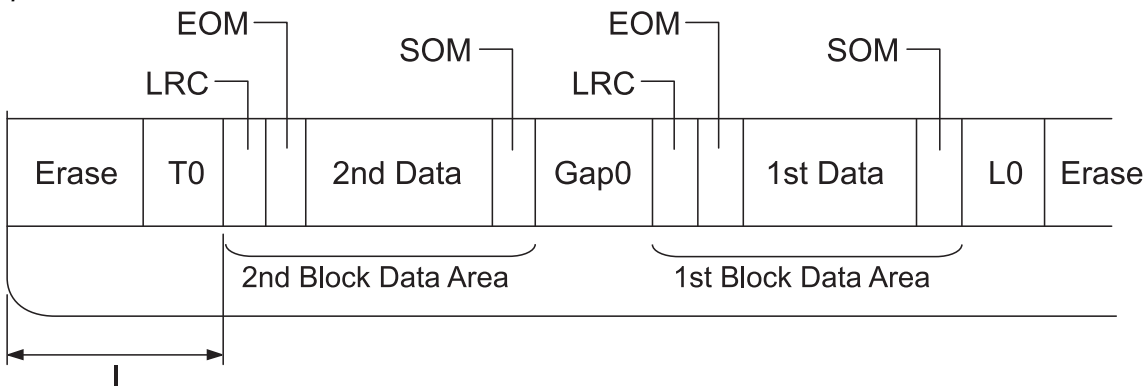 EOM
EOM
SOM
SOM
LRC
LRC
Erase T0 2nd Data Gap0 1st Data L0 Erase
2nd Block Data Area
1st Block Data Area